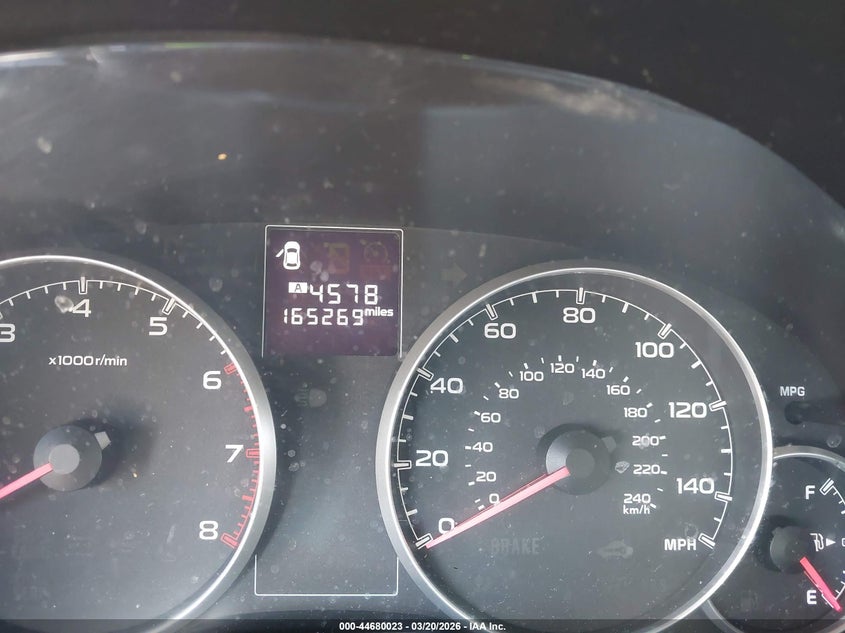 A 4578
165269 miles
3 4 5 6 7 8
x1000r/min
0 20 40 60 80 100 120 140
MPH
0 20 40 60 80 100 120 140 160 180 200 220 240
km/h
BRAKE
MPG
F
E
000-44680023 — 03/20/2026 - IAA Inc.